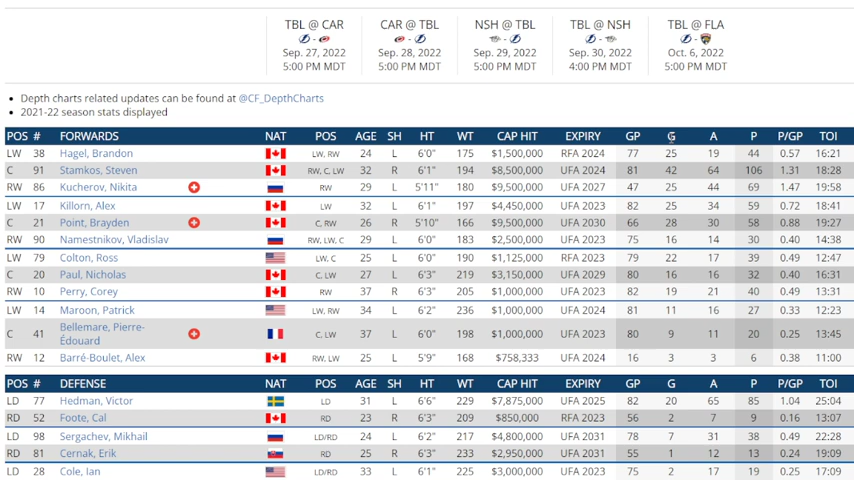 TBL @ CAR CAR @ TBL NSH @ TBL TBL @ NSH TBL @ FLA
Sep. 27, 2022 Sep. 28, 2022 Sep. 29, 2022 Sep. 30, 2022 Oct. 6, 2022
5:00 PM MDT 5:00 PM MDT 5:00 PM MDT 4:00 PM MDT 5:00 PM MDT
Depth charts related updates can be found at @CF_DepthCharts
2021-22 season stats displayed
POS # FORWARDS NAT POS AGE SH HT WT CAP HIT EXPIRY GP G A P P/GP TOI
LW 38 Hagel, Brandon LW, RW 24 L 6'0" 175 $1,500,000 RFA 2024 77 25 19 44 0.57 16:21
C 91 Stamkos, Steven RW, C, LW 32 R 6'1" 194 $8,500,000 UFA 2024 81 42 64 106 1.31 18:28
RW 86 Kucherov, Nikita RW 29 L 5'11" 180 $9,500,000 UFA 2027 47 25 44 69 1.47 19:58
LW 17 Killorn, Alex LW 32 L 6'1" 197 $4,450,000 UFA 2023 82 25 34 59 0.72 18:41
C 21 Point, Brayden C, RW 26 R 5'10" 166 $9,500,000 UFA 2030 66 28 30 58 0.88 19:27
RW 90 Namestnikov, Vladislav RW, LW, C 29 L 6'0" 183 $2,500,000 UFA 2023 75 16 14 30 0.40 14:38
LW 79 Colton, Ross LW, C 25 L 6'0" 190 $1,125,000 RFA 2023 79 22 17 39 0.49 12:47
C 20 Paul, Nicholas C, LW 27 L 6'3" 219 $3,150,000 UFA 2029 80 16 16 32 0.40 16:31
RW 10 Perry, Corey RW 37 R 6'3" 205 $1,000,000 UFA 2023 82 19 21 40 0.49 13:31
LW 14 Maroon, Patrick LW, RW 34 L 6'2" 236 $1,000,000 UFA 2024 81 11 16 27 0.33 12:23
C 41 Bellemare, Pierre-
Édouard C, LW 37 L 6'0" 198 $1,000,000 UFA 2023 80 9 11 20 0.25 13:45
RW 12 Barré-Boulet, Alex RW, LW 25 L 5'9" 168 $758,333 UFA 2024 16 3 3 6 0.38 11:00
POS # DEFENSE NAT POS AGE SH HT WT CAP HIT EXPIRY GP G A P P/GP TOI
LD 77 Hedman, Victor LD 31 L 6'6" 229 $7,875,000 UFA 2025 82 20 65 85 1.04 25:04
RD 52 Foote, Cal RD 23 R 6'3" 209 $850,000 RFA 2023 56 2 7 9 0.16 13:07
LD 98 Sergachev, Mikhail LD/RD 24 L 6'2" 217 $4,800,000 UFA 2031 78 7 31 38 0.49 22:28
RD 81 Cernak, Erik RD 25 R 6'3" 233 $2,950,000 UFA 2031 55 1 12 13 0.24 19:09
LD 28 Cole, Ian LD/RD 33 L 6'1" 225 $3,000,000 UFA 2023 75 2 17 19 0.25 17:09